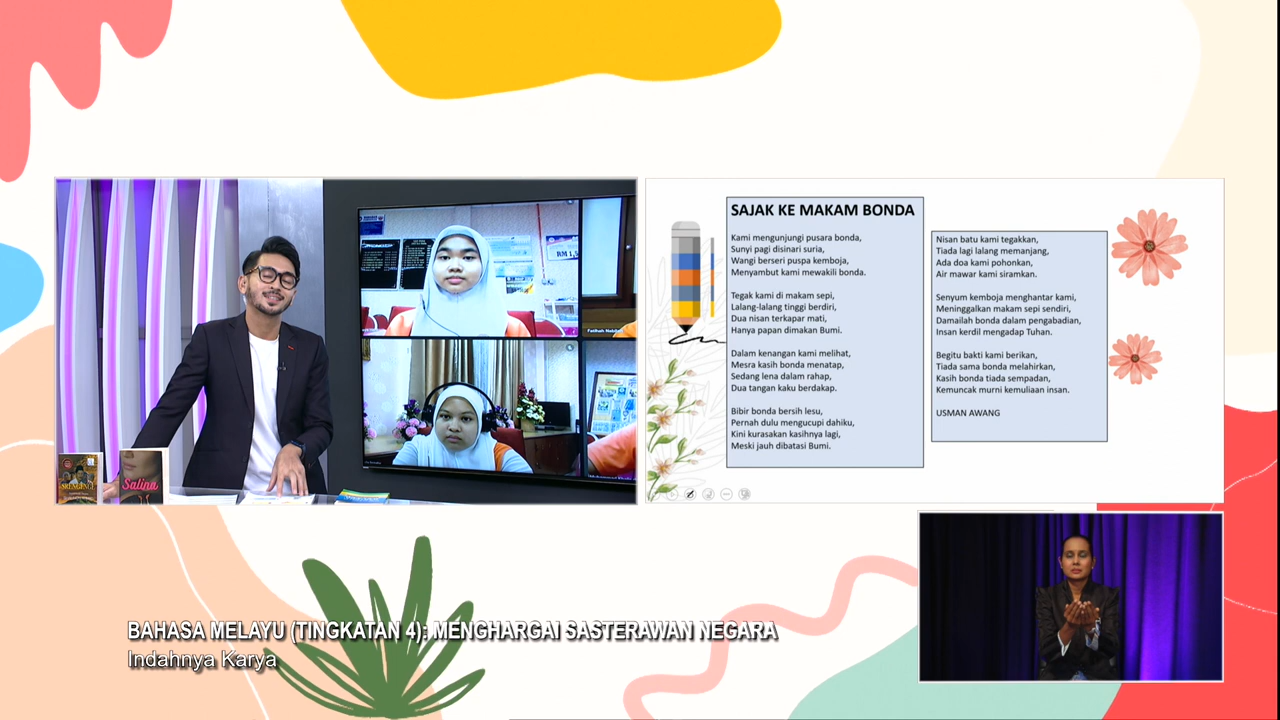 SAJAK KE MAKAM BONDA
Kami mengunjungi pusara bonda,
Sunyi pagi disinari suria,
Wangi berseri puspa kemboja,
Menyambut kami mewakili bonda.
Tegak kami di makam sepi,
Lalang-lalang tinggi berdiri,
Dua nisan terkapar mati,
Hanya papan dimakan Bumi.
Dalam kenangan kami melihat,
Mesra kasih bonda menatap,
Sedang lena dalam rahap,
Dua tangan kaku berdakap.
Bibir bonda bersih lesu,
Pernah dulu mengucupi dahiku,
Kini kurasakan kasihnya lagi,
Meski jauh dibatasi Bumi.
Nisan batu kami tegakkan,
Tiada lagi lalang memanjang,
Ada doa kami pohonkan,
Air mawar kami siramkan.
Senyum kemboja menghantar kami,
Meninggalkan makam sepi sendiri,
Damailah bonda dalam pengabadian,
Insan kerdil mengadap Tuhan.
Begitu bakti kami berikan,
Tiada sama bonda melahirkan,
Kasih bonda tiada sempadan,
Kemuncak murni kemuliaan insan.
USMAN AWANG
Salina
BAHASA MELAYU (TINGKATAN 4): MENGHARGAI SASTERAWAN NEGARA
Indahnya Karya